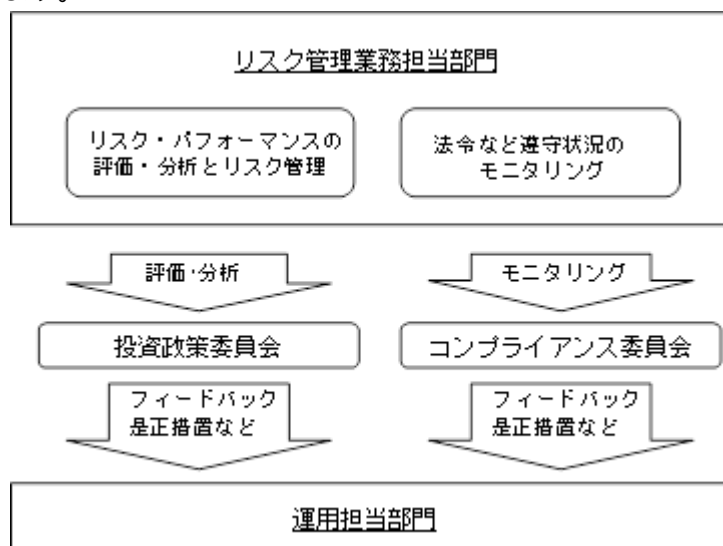 ます。
リスク管理業務担当部門
リスク・パフォーマンスの
評価・分析とリスク管理
法令など遵守状況の
モニタリング
評価・分析
モニタリング
投資政策委員会
コンプライアンス委員会
フィードバック
是正措置など
フィードバック
是正措置など
運用担当部門